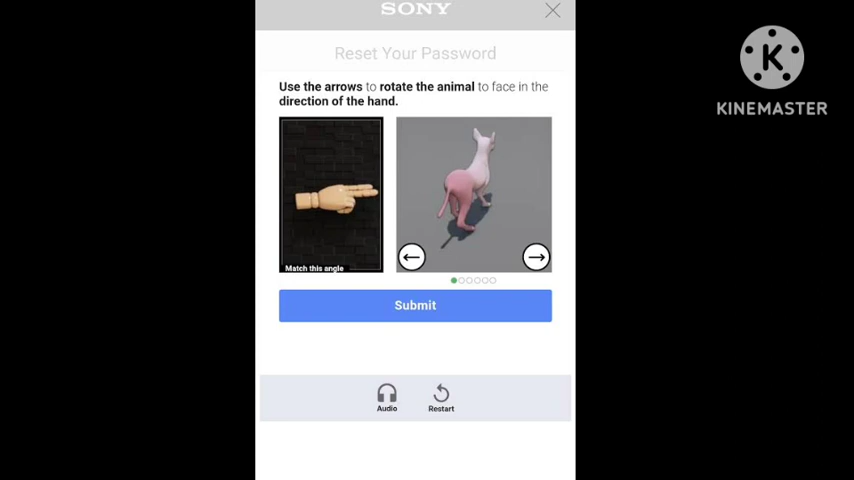 SONY
Reset Your Password
Use the arrows to rotate the animal to face in the
direction of the hand.
Match this angle
Submit
Audio
Restart
K
KINEMASTER